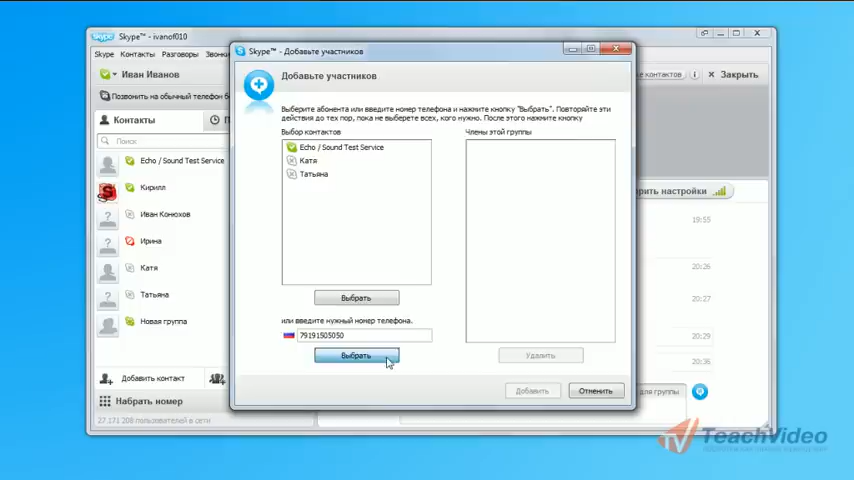 Skype™ - ivanof010
Skype Контакты Разговоры
Иван Иванов
Позвонить на обычный телефон
Контакты
Поиск
Echo / Sound Test Service
Кирилл
Иван Конюхов
Ирина
Катя
Татьяна
Новая группа
Добавить контакт
Набрать номер
27 171 208 пользователей в сети
Skype™ - Добавьте участников
Добавьте участников
Выберите абонента или введите номер телефона и нажмите кнопку "Выбрать". Повторяйте эти
действия до тех пор, пока не выберете всех, кого нужно. После этого нажмите кнопку
Выбор контактов
Члены этой группы
Echo / Sound Test Service
Катя
Татьяна
Выбрать
или введите нужный номер телефона.
79191505050
Выбрать
Удалить
Добавить
Отменить
контактов
Закрыть
настройки
19:55
20:26
20:27
20:36
для группы
TeachVideo